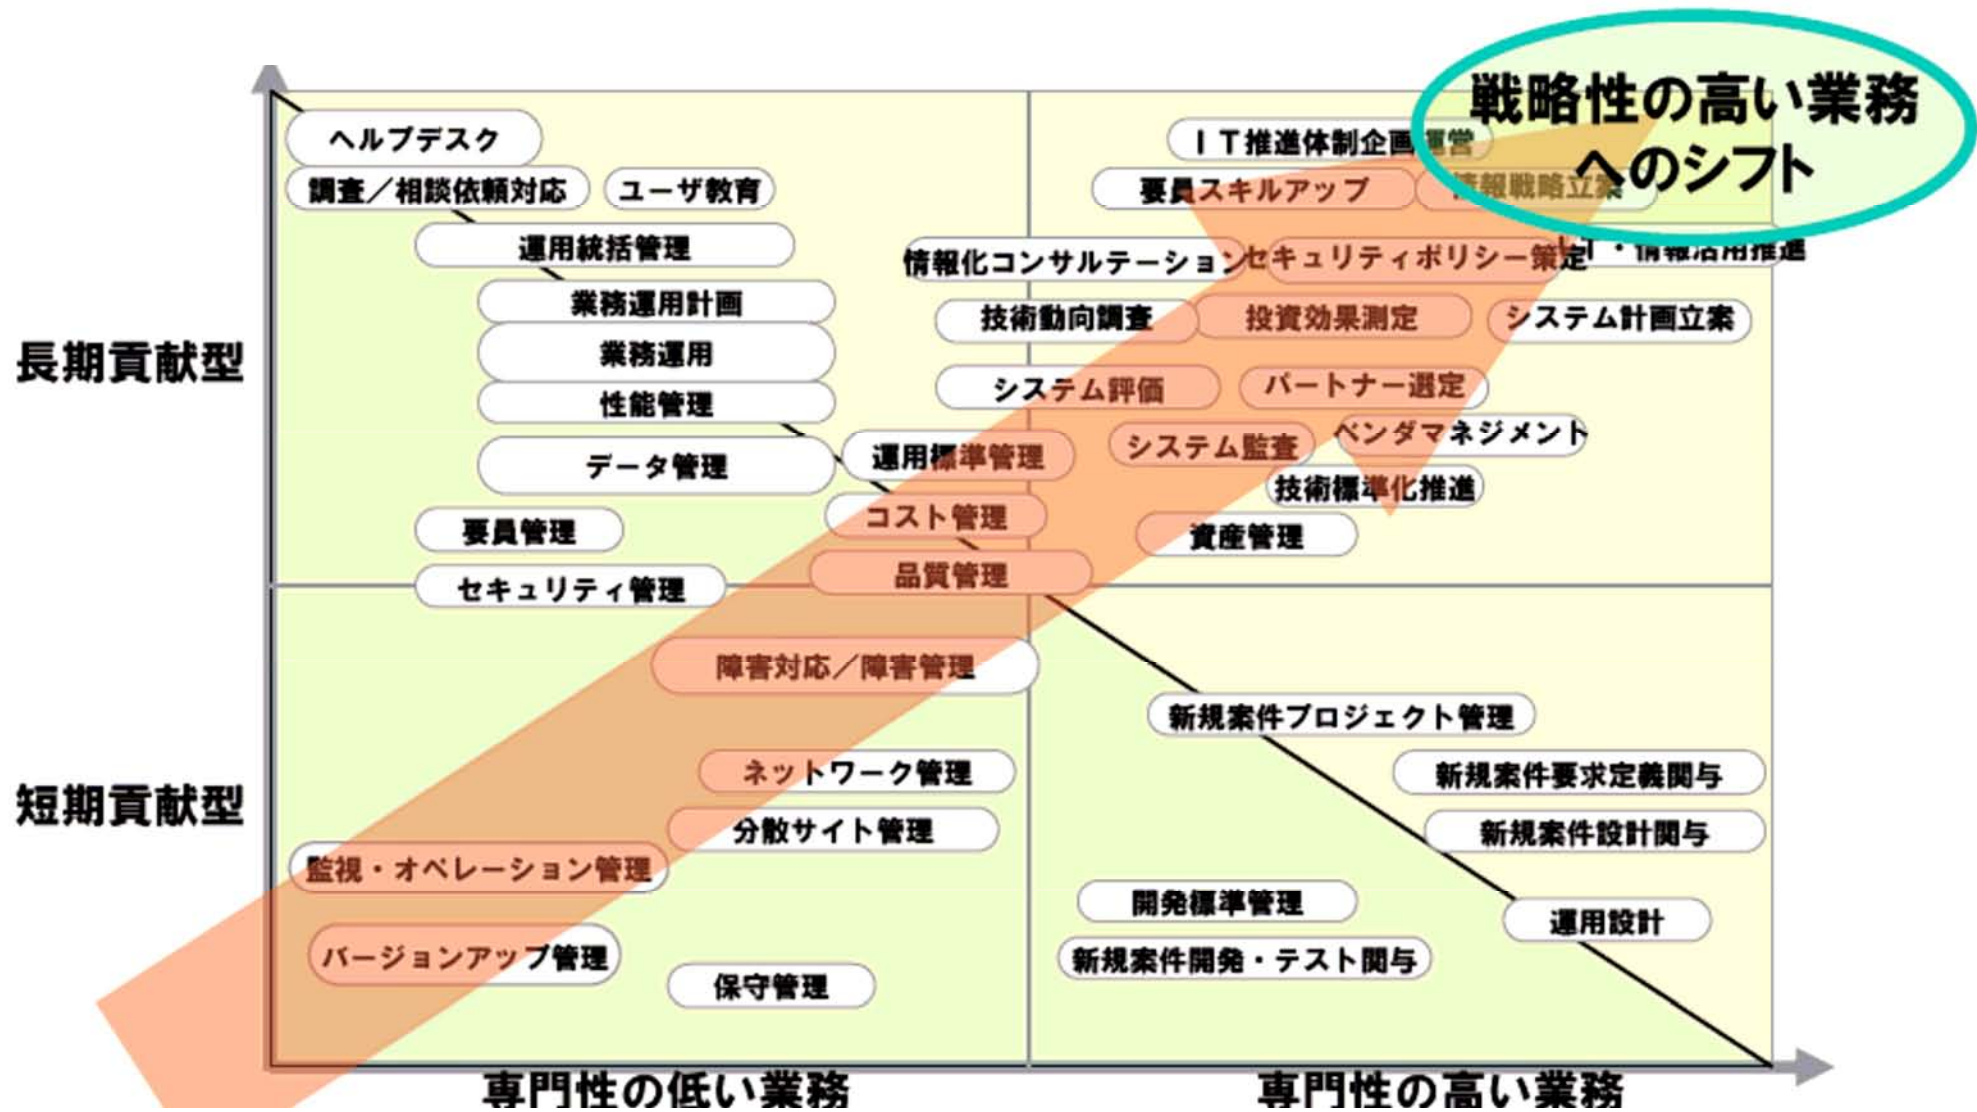 戦略性の高い業務
へのシフト
ヘルプデスク
IT推進体制企画運営
調査／相談依頼対応
ユーザ教育
要員スキルアップ
情報戦略立案
運用統括管理
情報化コンサルテーション
セキュリティポリシー策定
IT・情報活用推進
業務運用計画
技術動向調査
投資効果測定
システム計画立案
長期貢献型
業務運用
性能管理
システム評価
パートナー選定
データ管理
運用標準管理
システム監査
ベンダマネジメント
技術標準化推進
要員管理
コスト管理
資産管理
セキュリティ管理
品質管理
障害対応／障害管理
新規案件プロジェクト管理
短期貢献型
ネットワーク管理
新規案件要求定義関与
分散サイト管理
新規案件設計関与
監視・オペレーション管理
開発標準管理
運用設計
バージョンアップ管理
新規案件開発・テスト関与
保守管理
専門性の低い業務
専門性の高い業務